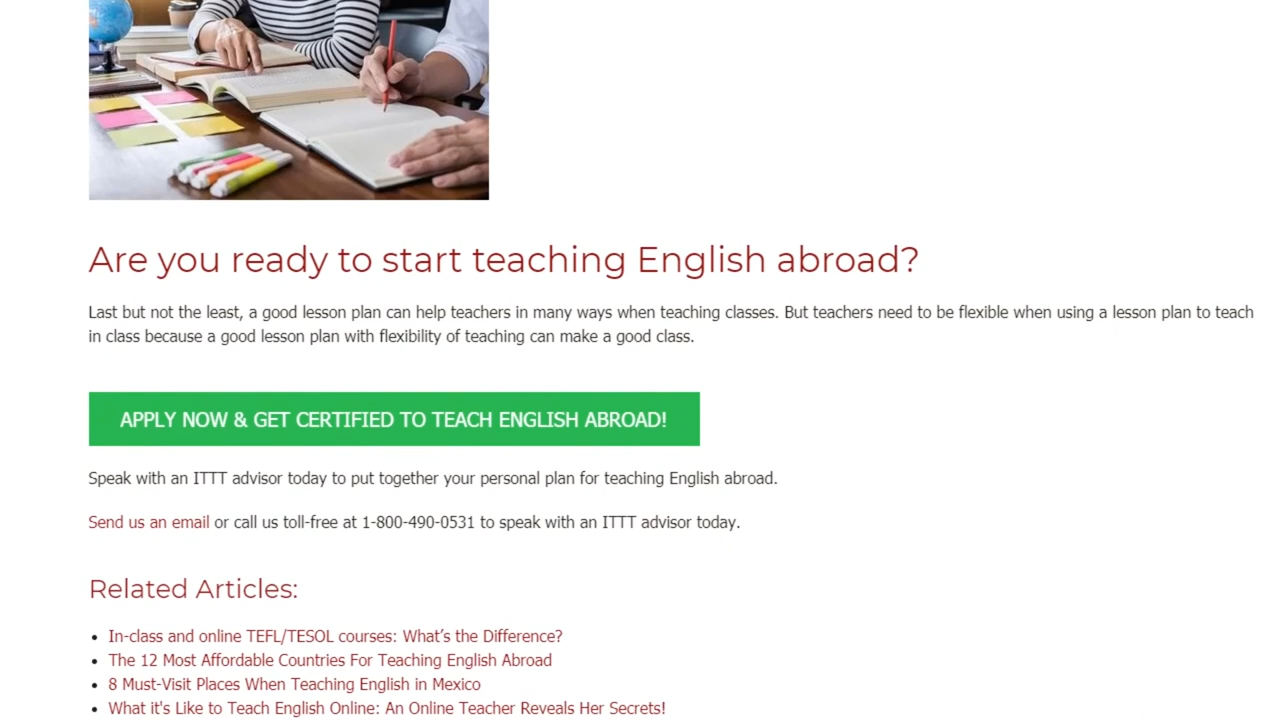 Are you ready to start teaching English abroad?
Last but not the least, a good lesson plan can help teachers in many ways when teaching classes. But teachers need to be flexible when using a lesson plan to teach
in class because a good lesson plan with flexibility of teaching can make a good class.
APPLY NOW & GET CERTIFIED TO TEACH ENGLISH ABROAD!
Speak with an ITTT advisor today to put together your personal plan for teaching English abroad.
Send us an email or call us toll-free at 1-800-490-0531 to speak with an ITTT advisor today.
Related Articles:
• In-class and online TEFL/TESOL courses: What’s the Difference?
• The 12 Most Affordable Countries For Teaching English Abroad
• 8 Must-Visit Places When Teaching English in Mexico
• What it's Like to Teach English Online: An Online Teacher Reveals Her Secrets!